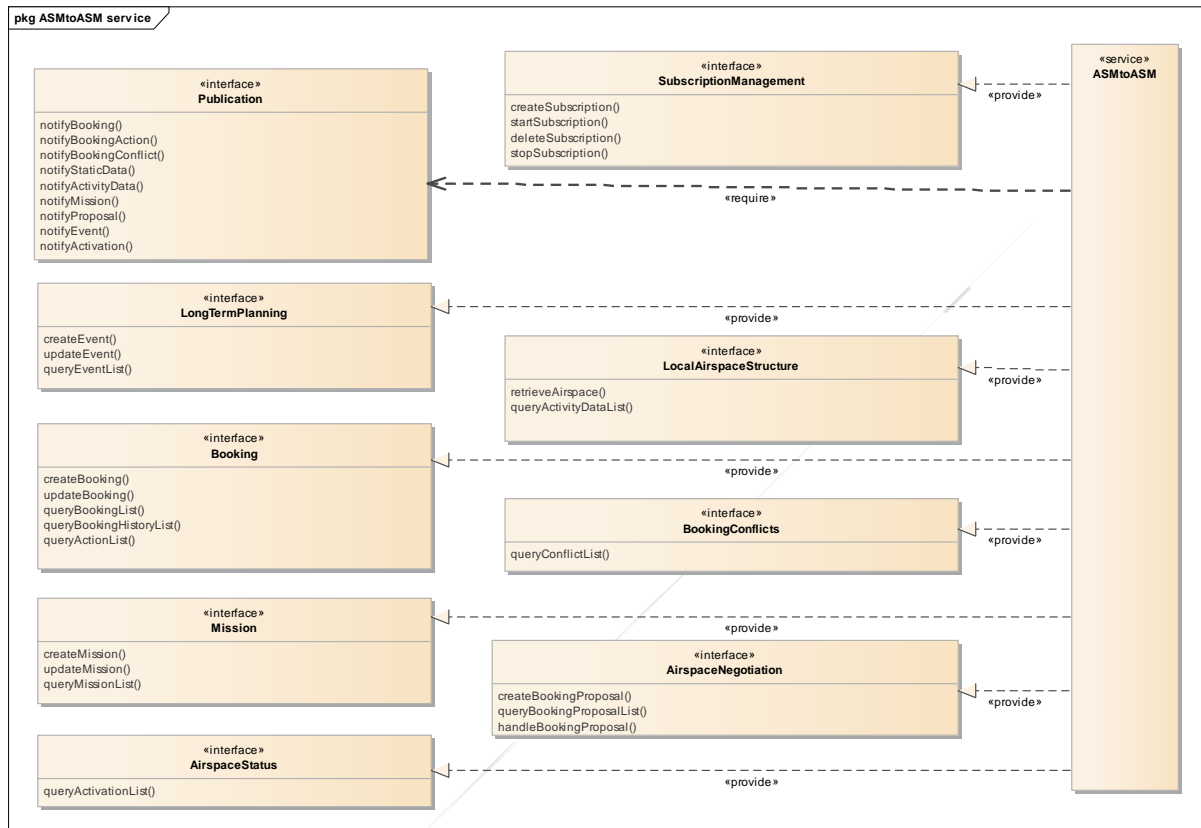 pkg ASMtoASM service
«interface»
Publication
notifyBooking()
notifyBookingAction()
notifyBookingConflict()
notifyStaticData()
notifyActivityData()
notifyMission()
notifyProposal()
notifyEvent()
notifyActivation()
«interface»
SubscriptionManagement
createSubscription()
startSubscription()
deleteSubscription()
stopSubscription()
«service»
ASMtoASM
«provide»
«require»
«interface»
LongTermPlanning
createEvent()
updateEvent()
queryEventList()
«provide»
«interface»
LocalAirspaceStructure
retrieveAirspace()
queryActivityDataList()
«provide»
«interface»
Booking
createBooking()
updateBooking()
queryBookingList()
queryBookingHistoryList()
queryActionList()
«provide»
«interface»
BookingConflicts
queryConflictList()
«provide»
«interface»
Mission
createMission()
updateMission()
queryMissionList()
«provide»
«interface»
AirspaceNegotiation
createBookingProposal()
queryBookingProposalList()
handleBookingProposal()
«provide»
«interface»
AirspaceStatus
queryActivationList()
«provide»